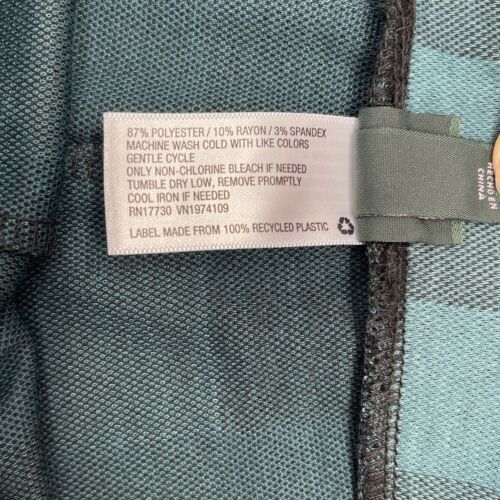 87% POLYESTER / 10% RAYON / 3% SPANDEX
MACHINE WASH COLD WITH LIKE COLORS
GENTLE CYCLE
ONLY NON-CHLORINE BLEACH IF NEEDED
TUMBLE DRY LOW, REMOVE PROMPTLY
COOL IRON IF NEEDED
RN17730 VN1974109
LABEL MADE FROM 100% RECYCLED PLASTIC
HECHO EN
CHINA